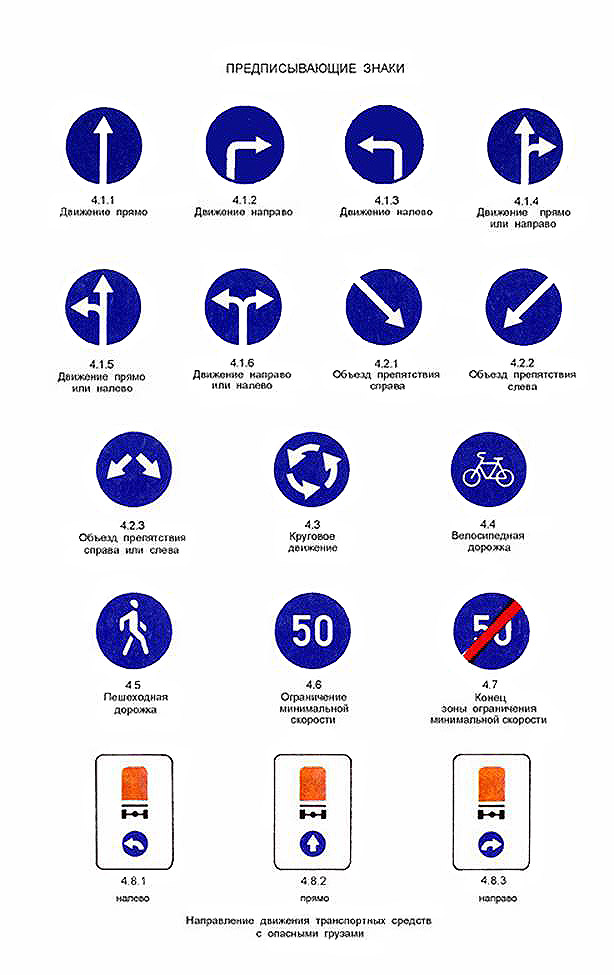 ПРЕДПИСЫВАЮЩИЕ ЗНАКИ
4.1.1
Движение прямо
4.1.2
Движение направо
4.1.3
Движение налево
4.1.4
Движение прямо
или направо
4.1.5
Движение прямо
или налево
4.1.6
Движение направо
или налево
4.2.1
Объезд препятствия
справа
4.2.2
Объезд препятствия
слева
4.2.3
Объезд препятствия
справа или слева
4.3
Круговое
движение
4.4
Велосипедная
дорожка
4.5
Пешеходная
дорожка
50
4.6
Ограничение
минимальной
скорости
50
4.7
Конец
зоны ограничения
минимальной скорости
4.8.1
налево
4.8.2
прямо
4.8.3
направо
Направление движения транспортных средств
с опасными грузами